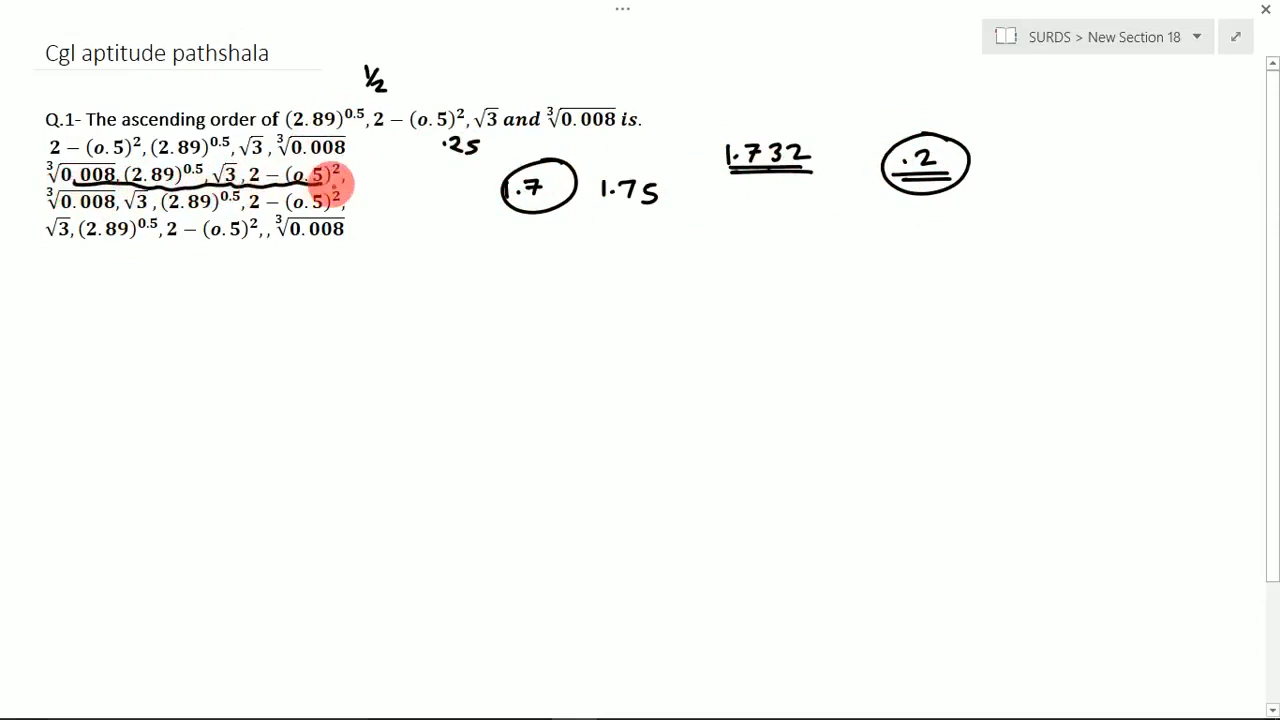 SURDS > New Section 18
Cgl aptitude pathshala
1/2
Q.1- The ascending order of (2.89)^0.5, 2 − (o.5)^2, √3 and ∛0.008 is.
2 − (o.5)^2, (2.89)^0.5, √3 , ∛0.008
.25
1.732
.2
∛0.008, (2.89)^0.5, √3, 2 − (o.5)^2,
1.7
1.75
∛0.008, √3 , (2.89)^0.5, 2 − (o.5)^2,
√3, (2.89)^0.5, 2 − (o.5)^2, , ∛0.008